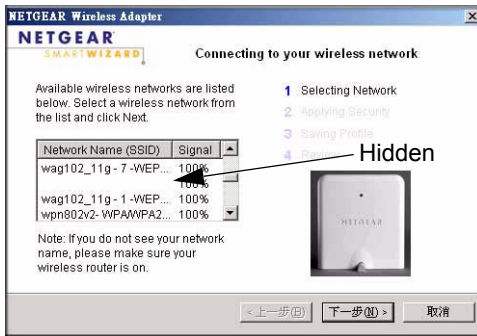 NETGEAR Wireless Adapter
NETGEAR
SMARTWIZARD
Connecting to your wireless network
Available wireless networks are listed
below. Select a wireless network from
the list and click Next.
Network Name (SSID) Signal
wag102_11g - 7 -WEP... 100%
100%
wag102_11g - 1 -WEP... 100%
wpn802v2- WPA/WPA2... 100%
Note: If you do not see your network
name, please make sure your
wireless router is on.
1 Selecting Network
2 Applying Security
3 Saving Profile
4 Review
Hidden
NETGEAR
<上一步(B) 下一步(N) > 取消